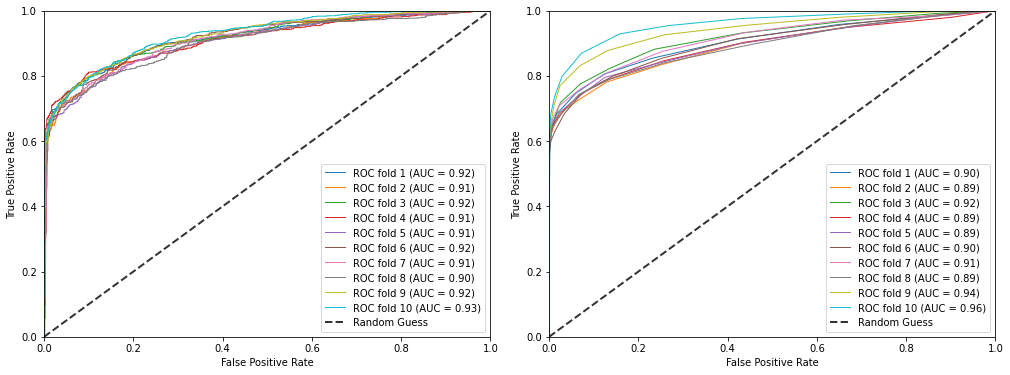 1.0
0.8
0.6
0.4
0.2
0.0
True Positive Rate
0.0 0.2 0.4 0.6 0.8 1.0
False Positive Rate
ROC fold 1 (AUC = 0.92)
ROC fold 2 (AUC = 0.91)
ROC fold 3 (AUC = 0.92)
ROC fold 4 (AUC = 0.91)
ROC fold 5 (AUC = 0.91)
ROC fold 6 (AUC = 0.92)
ROC fold 7 (AUC = 0.91)
ROC fold 8 (AUC = 0.90)
ROC fold 9 (AUC = 0.92)
ROC fold 10 (AUC = 0.93)
Random Guess
1.0
0.8
0.6
0.4
0.2
0.0
True Positive Rate
0.0 0.2 0.4 0.6 0.8 1.0
False Positive Rate
ROC fold 1 (AUC = 0.90)
ROC fold 2 (AUC = 0.89)
ROC fold 3 (AUC = 0.92)
ROC fold 4 (AUC = 0.89)
ROC fold 5 (AUC = 0.89)
ROC fold 6 (AUC = 0.90)
ROC fold 7 (AUC = 0.91)
ROC fold 8 (AUC = 0.89)
ROC fold 9 (AUC = 0.94)
ROC fold 10 (AUC = 0.96)
Random Guess